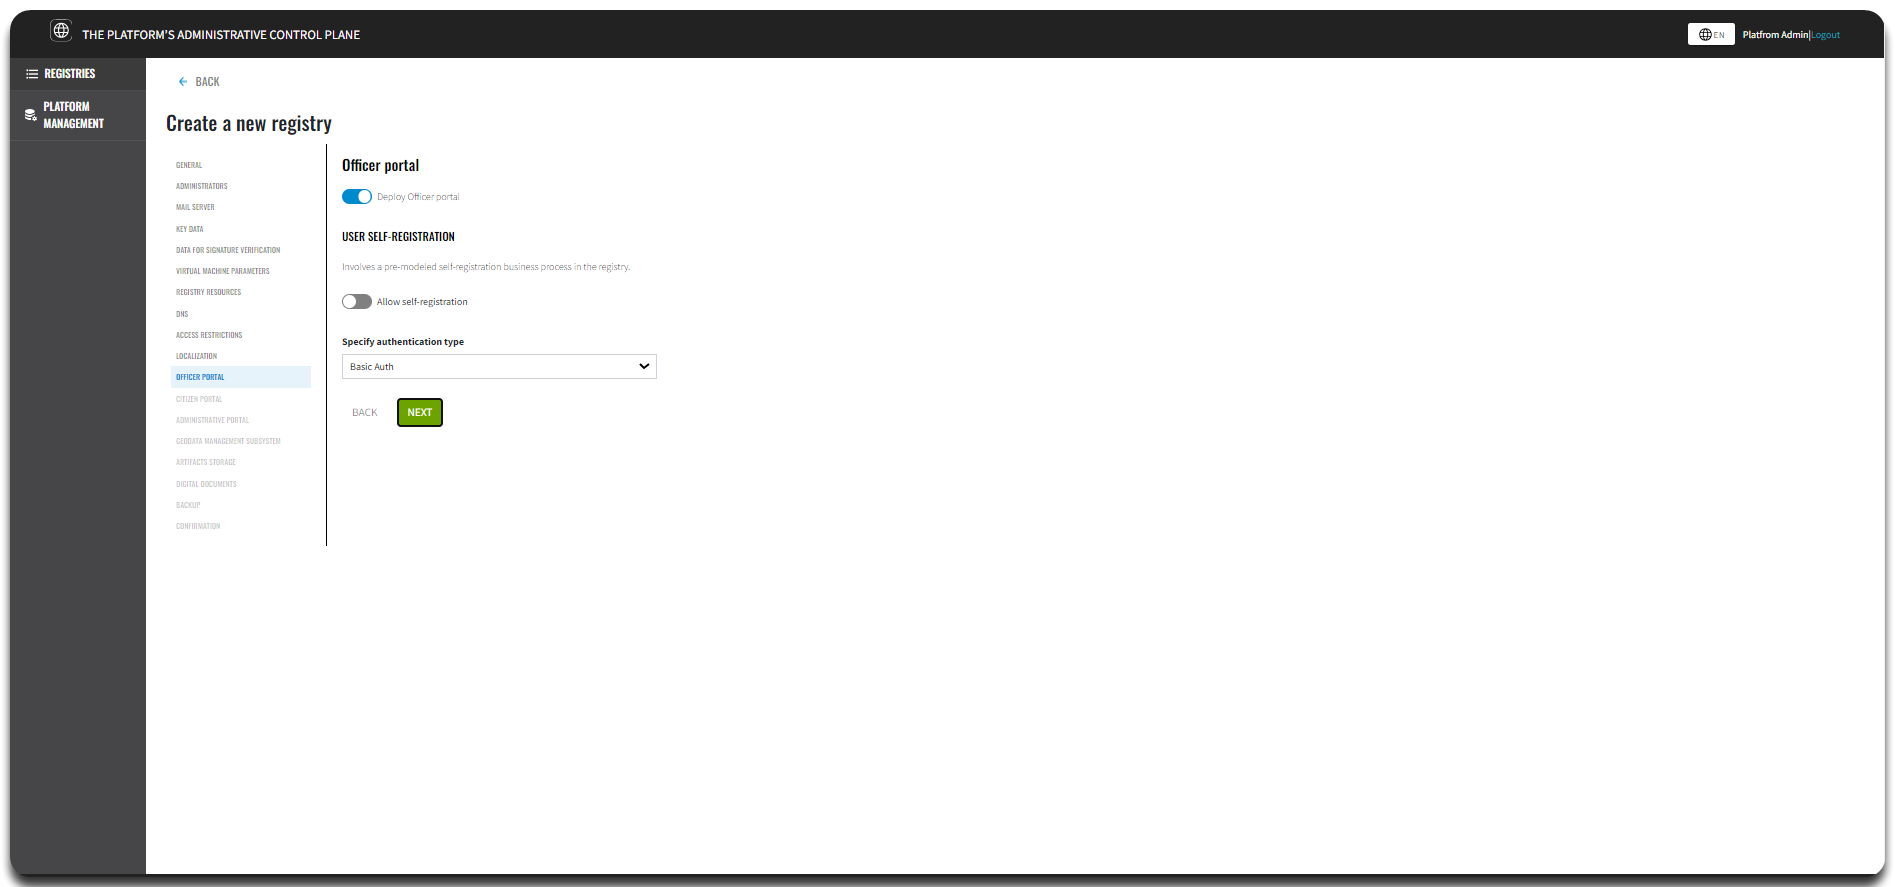 THE PLATFORM'S ADMINISTRATIVE CONTROL PLANE
EN
Platfrom Admin|Logout
REGISTRIES
PLATFORM
MANAGEMENT
BACK
Create a new registry
GENERAL
ADMINISTRATORS
MAIL SERVER
KEY DATA
DATA FOR SIGNATURE VERIFICATION
VIRTUAL MACHINE PARAMETERS
REGISTRY RESOURCES
DNS
ACCESS RESTRICTIONS
LOCALIZATION
OFFICER PORTAL
CITIZEN PORTAL
ADMINISTRATIVE PORTAL
GEODATA MANAGEMENT SUBSYSTEM
ARTIFACTS STORAGE
DIGITAL DOCUMENTS
BACKUP
CONFIRMATION
Officer portal
Deploy Officer portal
USER SELF-REGISTRATION
Involves a pre-modeled self-registration business process in the registry.
Allow self-registration
Specify authentication type
Basic Auth
BACK
NEXT